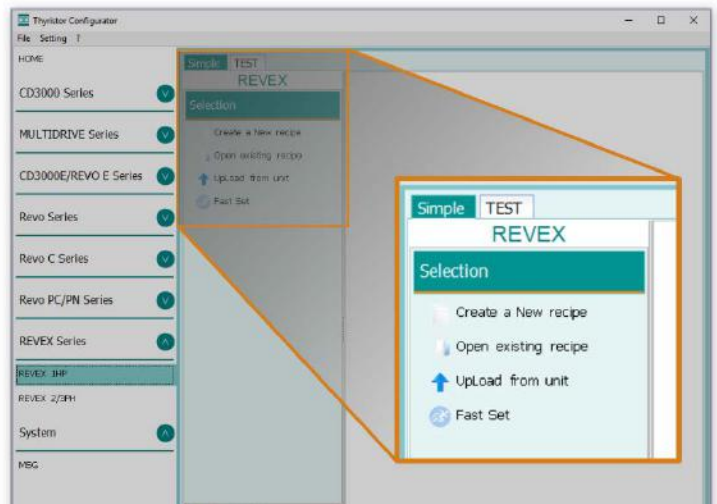 Thyristor Configurator
File Setting ?
HOME
CD3000 Series
MULTIDRIVE Series
CD3000E/REVO E Series
Revo Series
Revo C Series
Revo PC/PN Series
REVEX Series
REVEX 1HP
REVEX 2/3PH
System
MSG
Simple TEST
REVEX
Selection
Create a New recipe
Open existing recipe
UpLoad from unit
Fast Set
Simple TEST
REVEX
Selection
Create a New recipe
Open existing recipe
UpLoad from unit
Fast Set